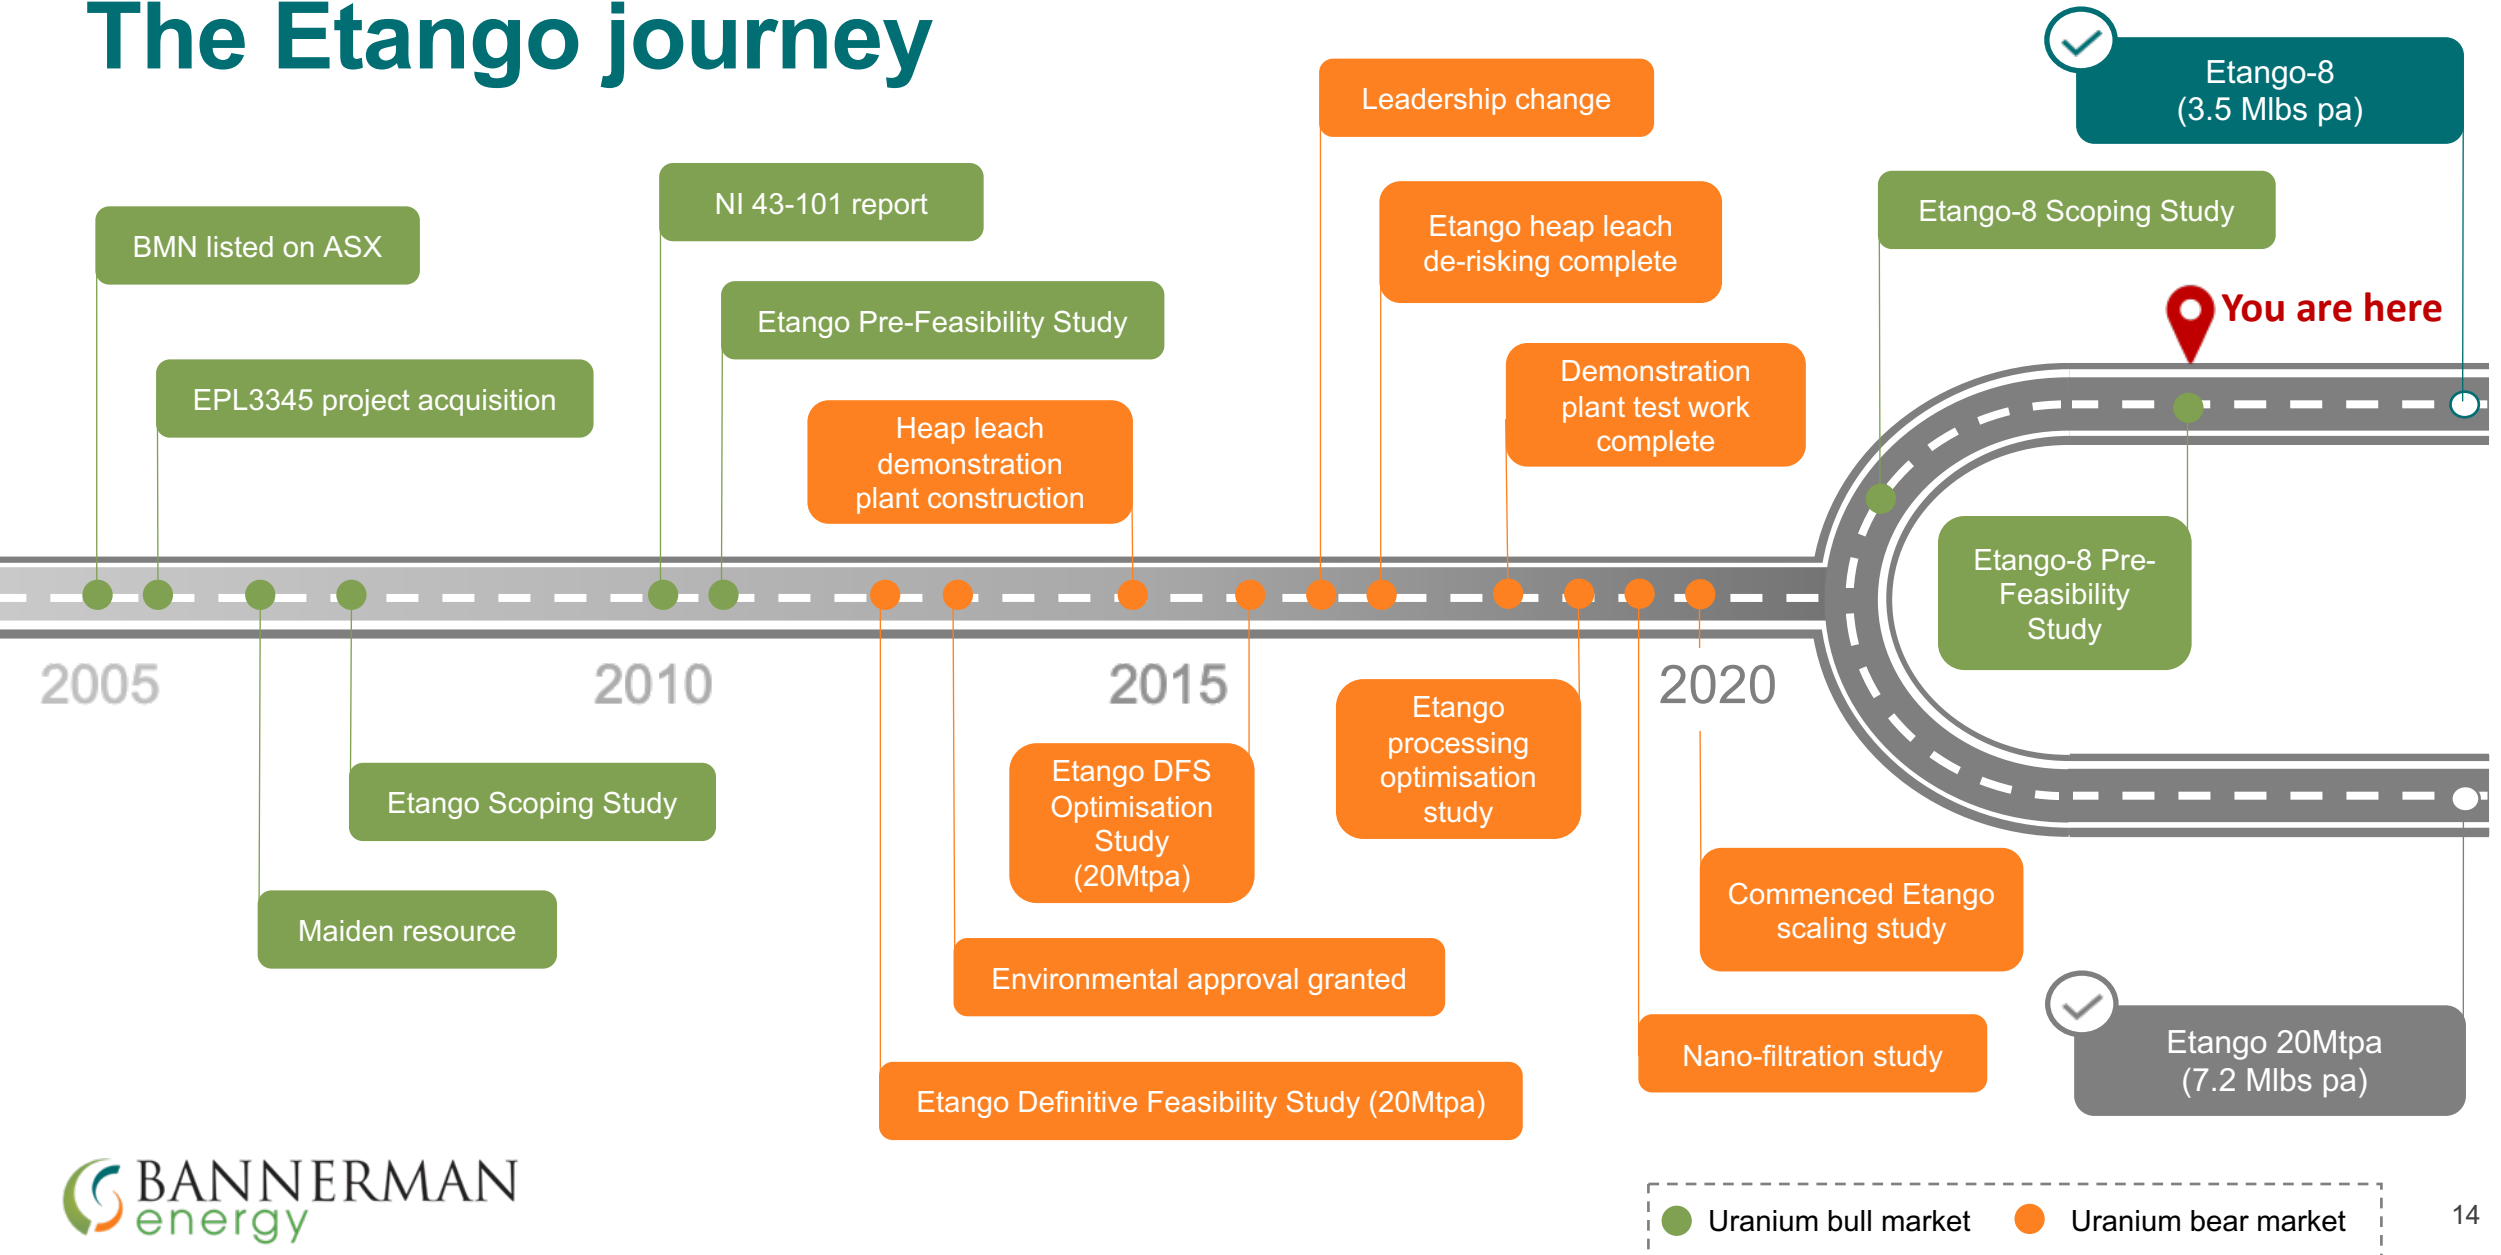 The Etango journey
Etango-8
(3.5 Mlbs pa)
Leadership change
NI 43-101 report
Etango-8 Scoping Study
BMN listed on ASX
Etango heap leach
de-risking complete
Etango Pre-Feasibility Study
You are here
EPL3345 project acquisition
Demonstration
plant test work
complete
Heap leach
demonstration
plant construction
Etango-8 Pre-
Feasibility
Study
2005
2010
2015
2020
Etango
processing
optimisation
study
Etango DFS
Optimisation
Study
(20Mtpa)
Etango Scoping Study
Commenced Etango
scaling study
Maiden resource
Environmental approval granted
Nano-filtration study
Etango 20Mtpa
(7.2 Mlbs pa)
Etango Definitive Feasibility Study (20Mtpa)
BANNERMAN
energy
Uranium bull market
Uranium bear market
14